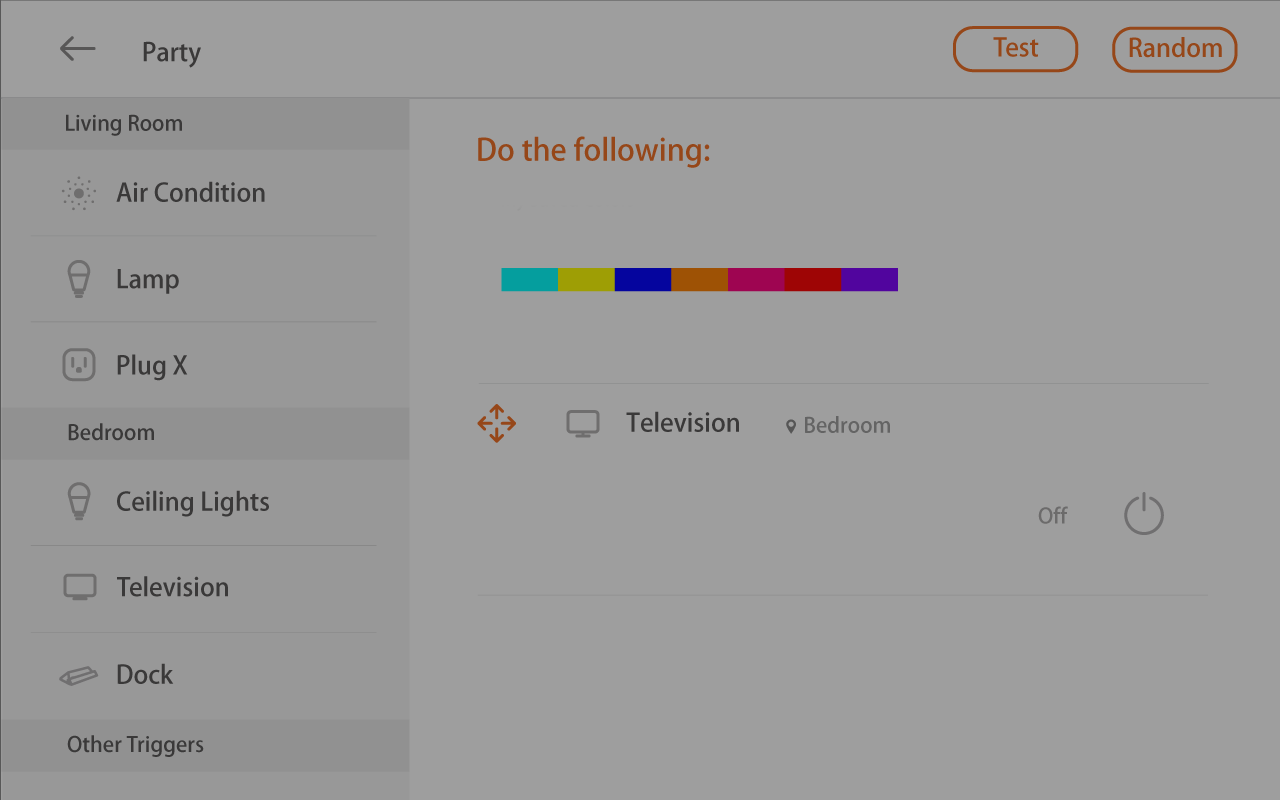 Party
Test
Random
Living Room
Air Condition
Lamp
Plug X
Bedroom
Ceiling Lights
Television
Dock
Other Triggers
Do the following:
Television
Bedroom
Off